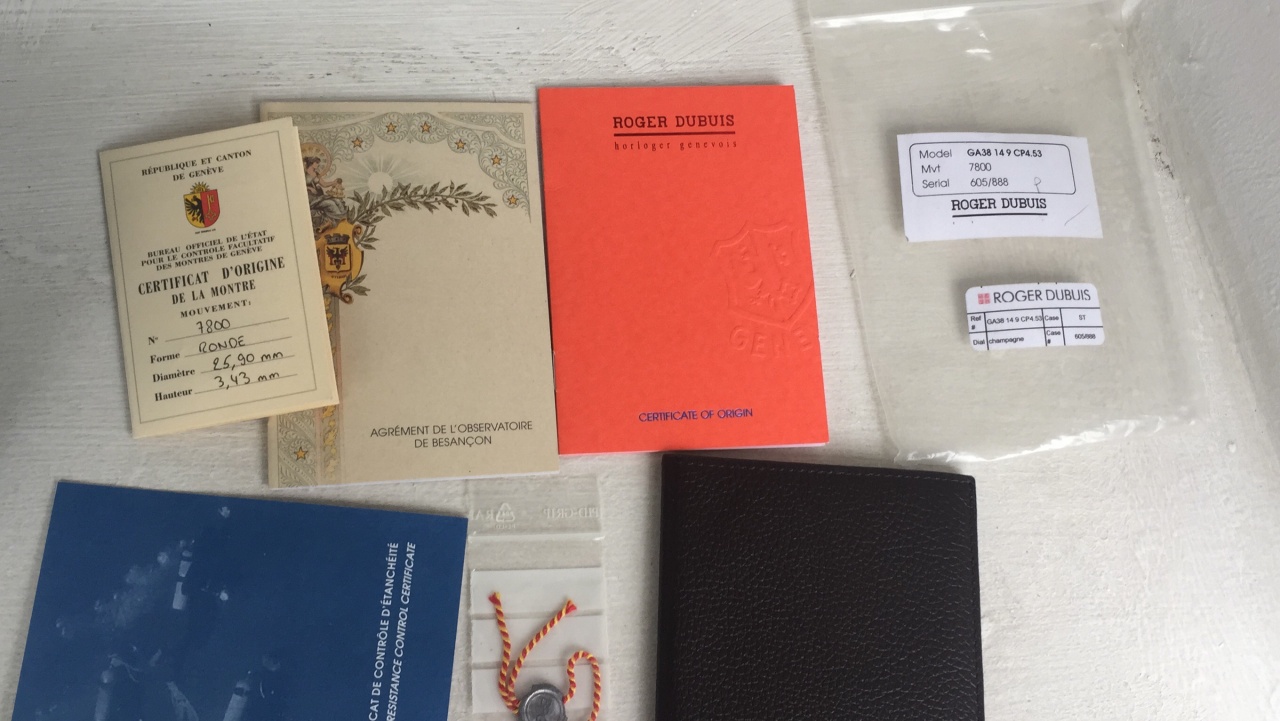 RÉPUBLIQUE ET CANTON
DE GENÈVE
BUREAU OFFICIEL DE L'ÉTAT
POUR LE CONTROLE FACULTATIF
DES MONTRES DE GENÈVE
CERTIFICAT D'ORIGINE
DE LA MONTRE
MOUVEMENT:
N° 7800
Forme RONDE
Diamètre 25,90 mm
Hauteur 3,43 mm
AGRÉMENT DE L'OBSERVATOIRE
DE BESANÇON
ROGER DUBUIS
horloger genevois
GENÈ
CERTIFICATE OF ORIGIN
Model GA38 14 9 CP4.53
Mvt 7800
Serial 605/888
ROGER DUBUIS
ROGER DUBUIS
Ref # GA38 14 9 CP4.53 Case ST
Dial champagne Case # 605/888
CAT DE CONTRÔLE D'ÉTANCHÉITÉ
RESISTANCE CONTROL CERTIFICATE